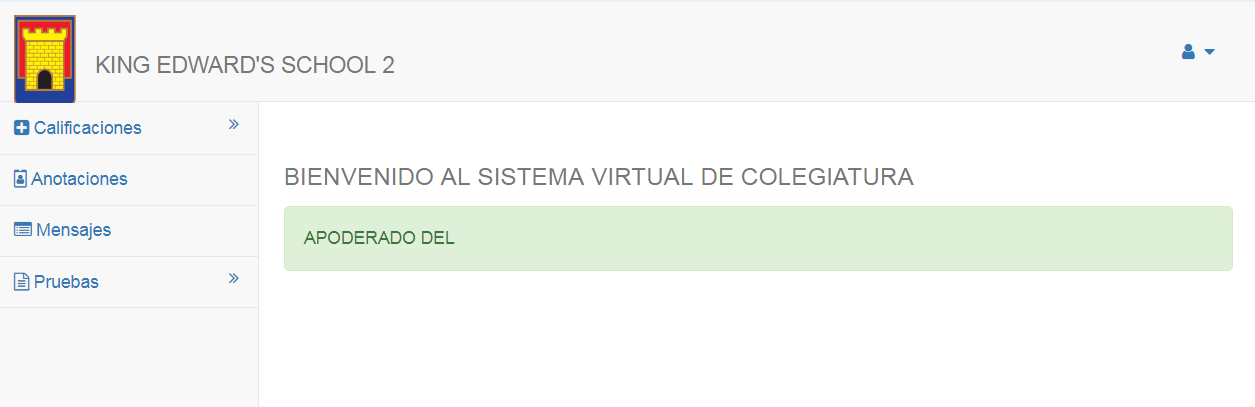 KING EDWARD'S SCHOOL 2
Calificaciones
Anotaciones
Mensajes
Pruebas
BIENVENIDO AL SISTEMA VIRTUAL DE COLEGIATURA
APODERADO DEL